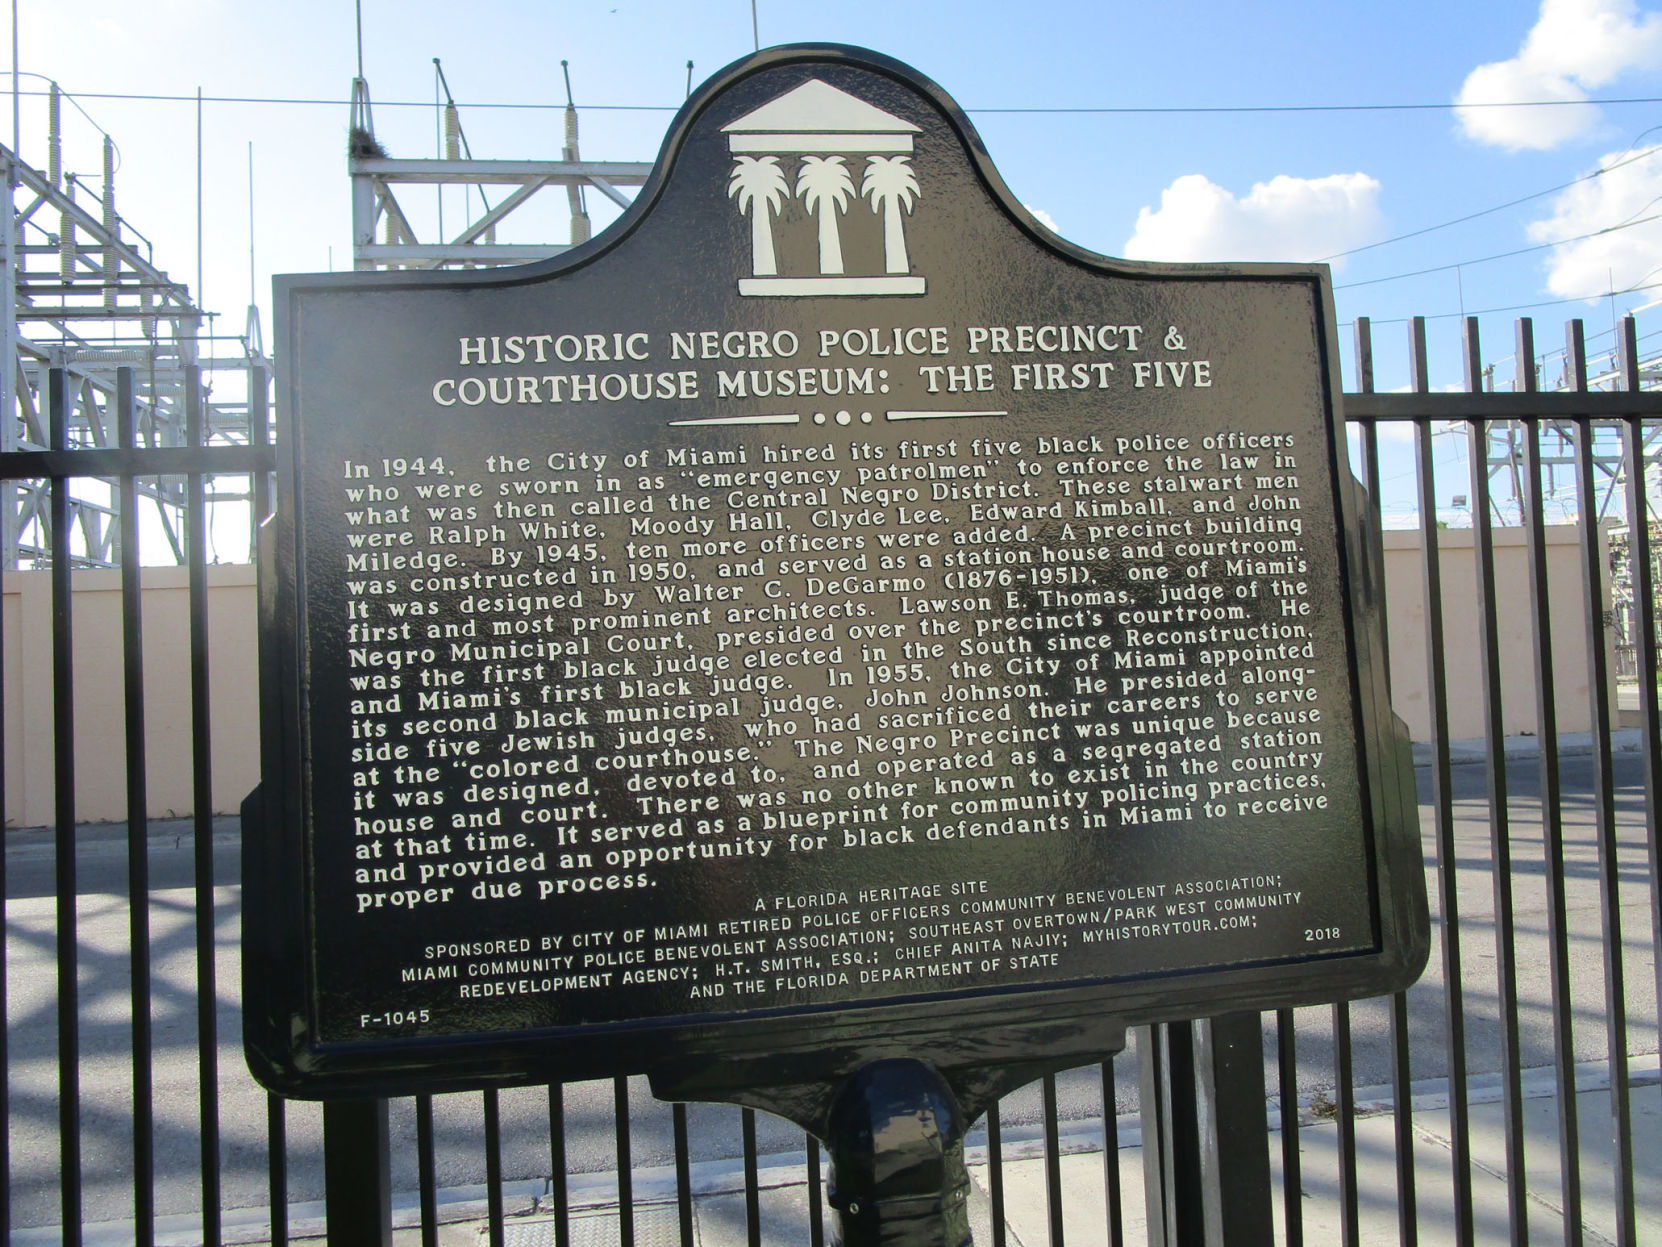 HISTORIC NEGRO POLICE PRECINCT &
COURTHOUSE MUSEUM: THE FIRST FIVE
In 1944, the City of Miami hired its first five black police officers
who were sworn in as “emergency patrolmen” to enforce the law in
what was then called the Central Negro District. These stalwart men
were Ralph White, Moody Hall, Clyde Lee, Edward Kimball, and John
Miledge. By 1945, ten more officers were added. A precinct building
was constructed in 1950, and served as a station house and courtroom.
It was designed by Walter C. DeGarmo (1876-1951), one of Miami's
first and most prominent architects. Lawson E. Thomas, judge of the
Negro Municipal Court, presided over the precinct's courtroom. He
was the first black judge elected in the South since Reconstruction,
and Miami's first black judge. In 1955, the City of Miami appointed
its second black municipal judge, John Johnson. He presided along-
side five Jewish judges, who had sacrificed their careers to serve
at the “colored courthouse.” The Negro Precinct was unique because
it was designed, devoted to, and operated as a segregated station
house and court. There was no other known to exist in the country
at that time. It served as a blueprint for community policing practices,
and provided an opportunity for black defendants in Miami to receive
proper due process.
A FLORIDA HERITAGE SITE
SPONSORED BY CITY OF MIAMI RETIRED POLICE OFFICERS COMMUNITY BENEVOLENT ASSOCIATION;
MIAMI COMMUNITY POLICE BENEVOLENT ASSOCIATION; SOUTHEAST OVERTOWN/PARK WEST COMMUNITY
REDEVELOPMENT AGENCY; H.T. SMITH, ESQ.; CHIEF ANITA NAJIY; MYHISTORYTOUR.COM;
AND THE FLORIDA DEPARTMENT OF STATE
F-1045
2018